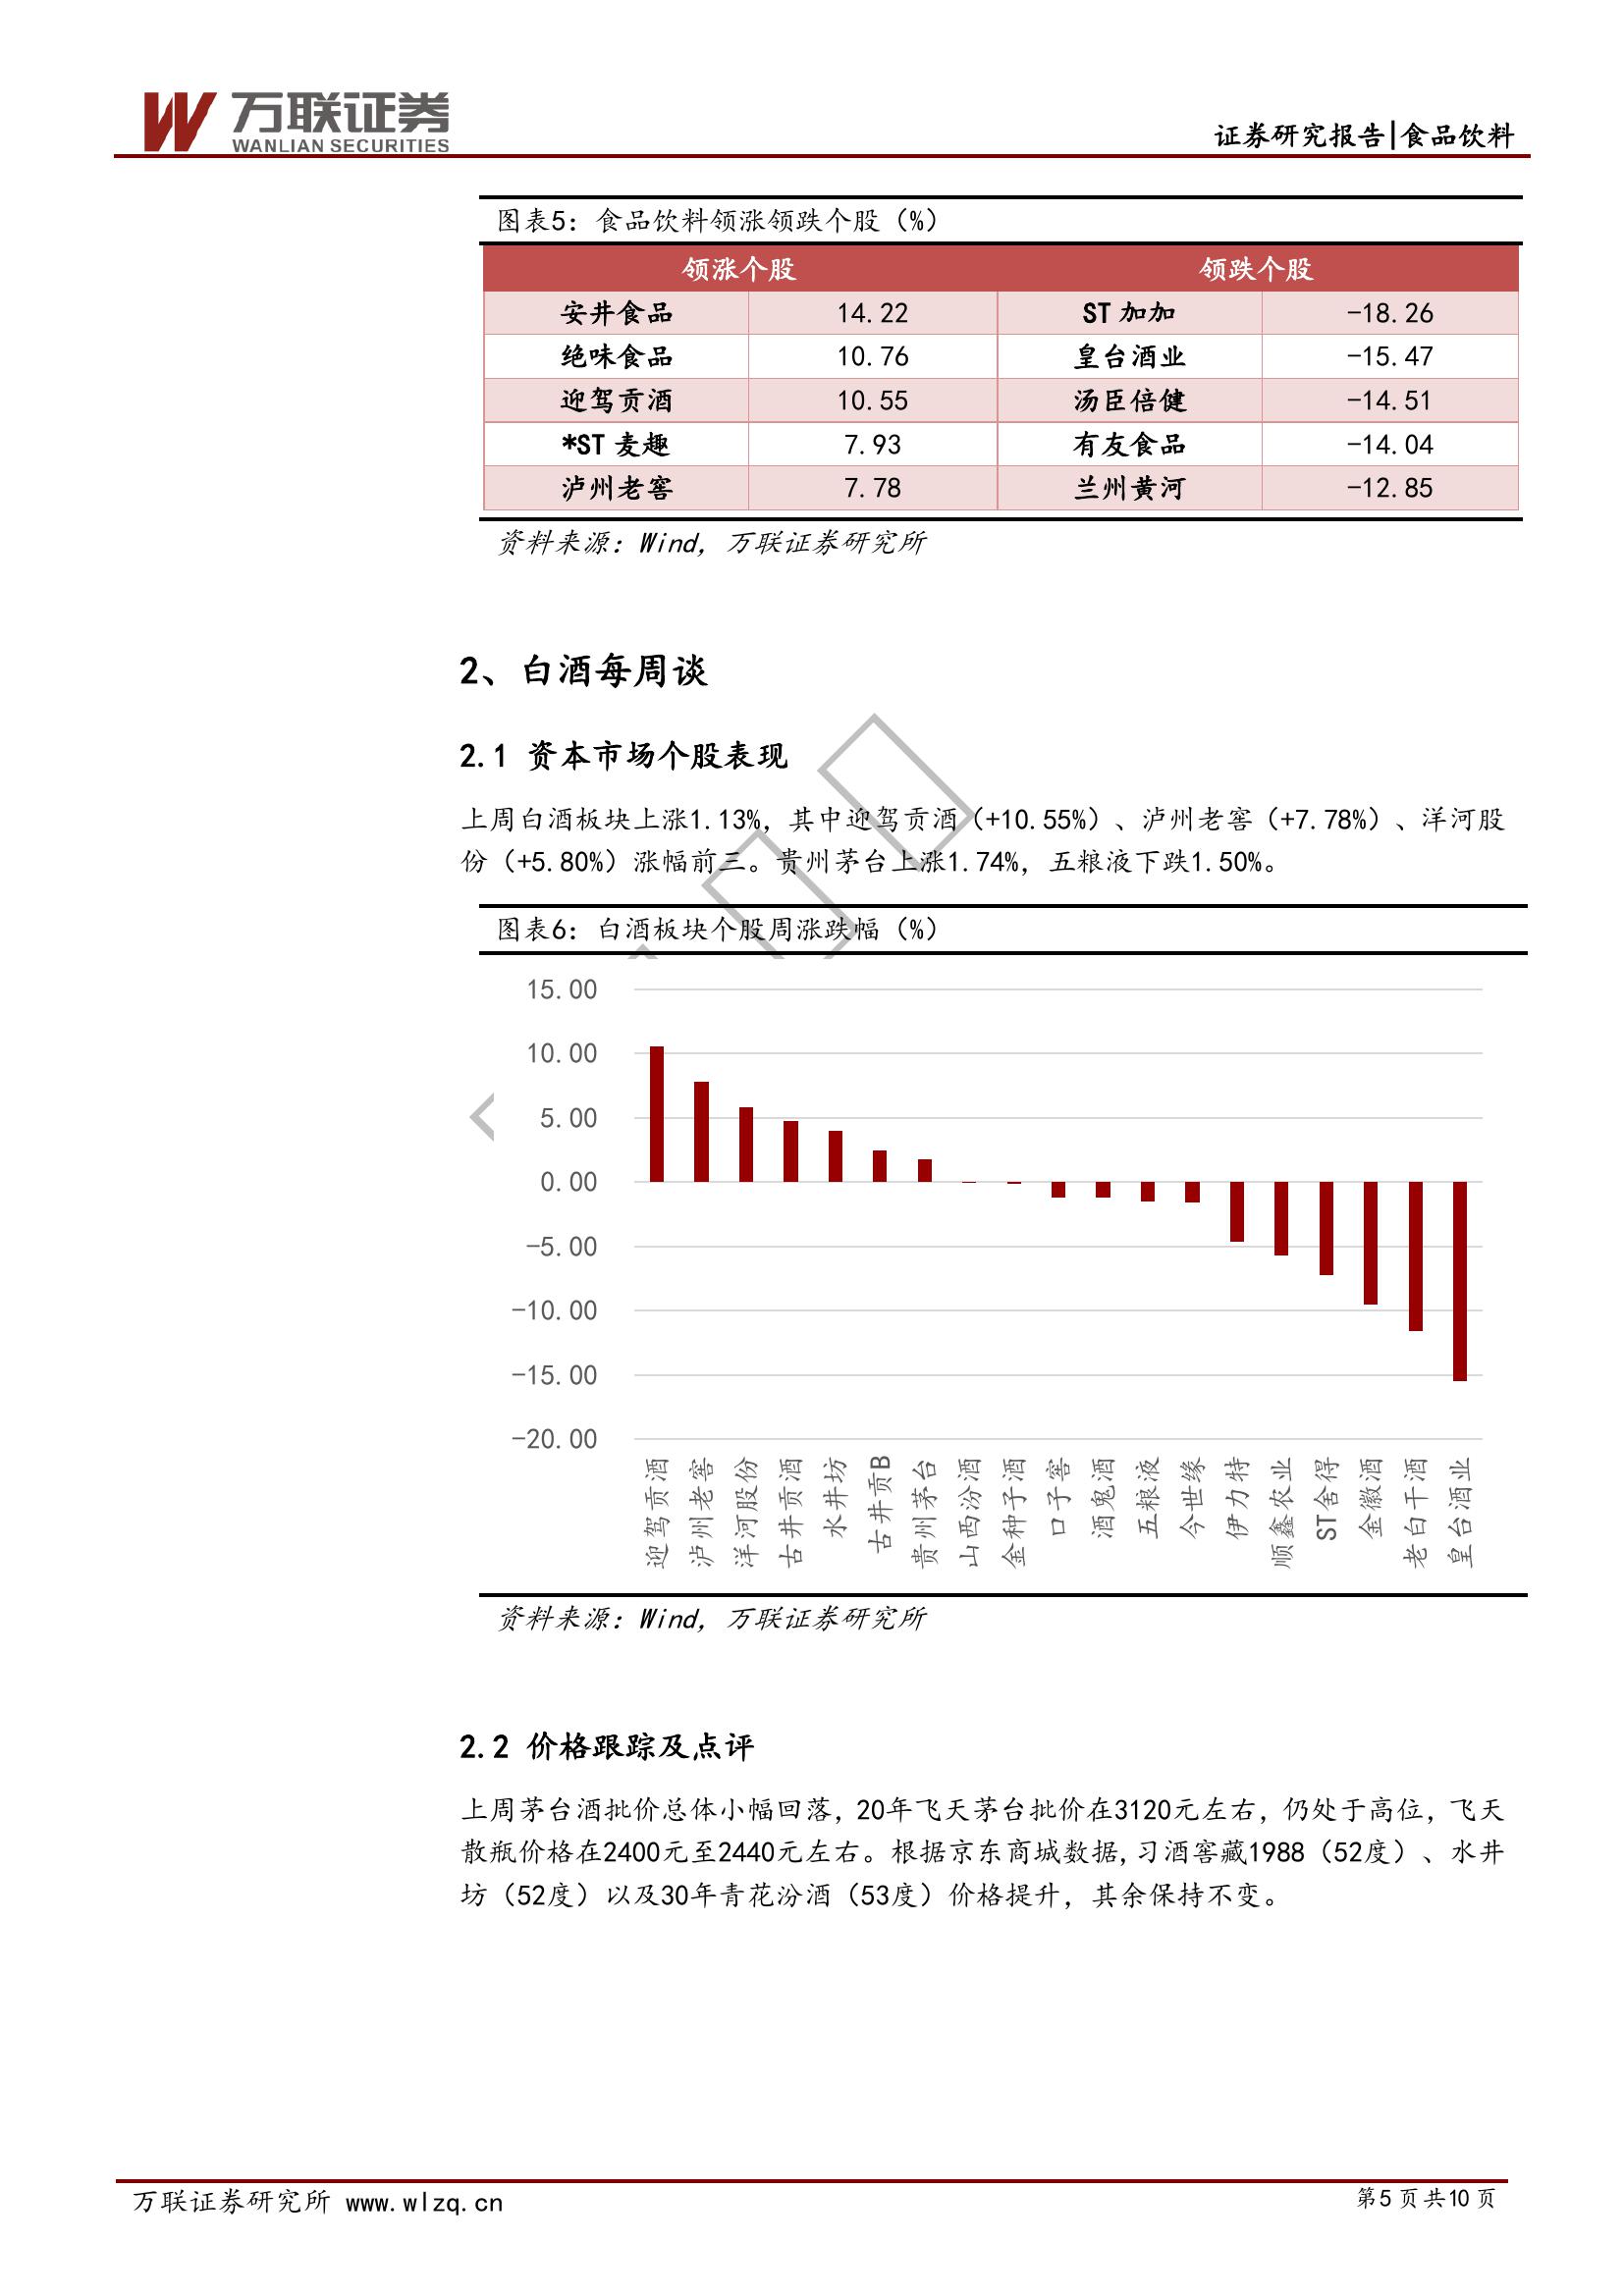 万联证券
WANLIAN SECURITIES
证券研究报告|食品饮料
图表5：食品饮料领涨领跌个股（%）
领涨个股 领跌个股
安井食品 14.22 ST加加 -18.26
绝味食品 10.76 皇台酒业 -15.47
迎驾贡酒 10.55 汤臣倍健 -14.51
*ST麦趣 7.93 有友食品 -14.04
泸州老窖 7.78 兰州黄河 -12.85
资料来源：Wind，万联证券研究所
2、白酒每周谈
2.1 资本市场个股表现
上周白酒板块上涨1.13%，其中迎驾贡酒（+10.55%）、泸州老窖（+7.78%）、洋河股
份（+5.80%）涨幅前三。贵州茅台上涨1.74%，五粮液下跌1.50%。
图表6：白酒板块个股周涨跌幅（%）
15.00
10.00
5.00
0.00
-5.00
-10.00
-15.00
-20.00
迎驾贡酒
泸州老窖
洋河股份
古井贡酒
水井坊
古井贡B
贵州茅台
山西汾酒
金种子酒
口子窖
酒鬼酒
五粮液
今世缘
伊力特
顺鑫农业
ST舍得
金徽酒
老白干酒
皇台酒业
资料来源：Wind，万联证券研究所
2.2 价格跟踪及点评
上周茅台酒批价总体小幅回落，20年飞天茅台批价在3120元左右，仍处于高位，飞天
散瓶价格在2400元至2440元左右。根据京东商城数据,习酒窖藏1988（52度）、水井
坊（52度）以及30年青花汾酒（53度）价格提升，其余保持不变。
万联证券研究所 www.wlzq.cn
第5页共10页